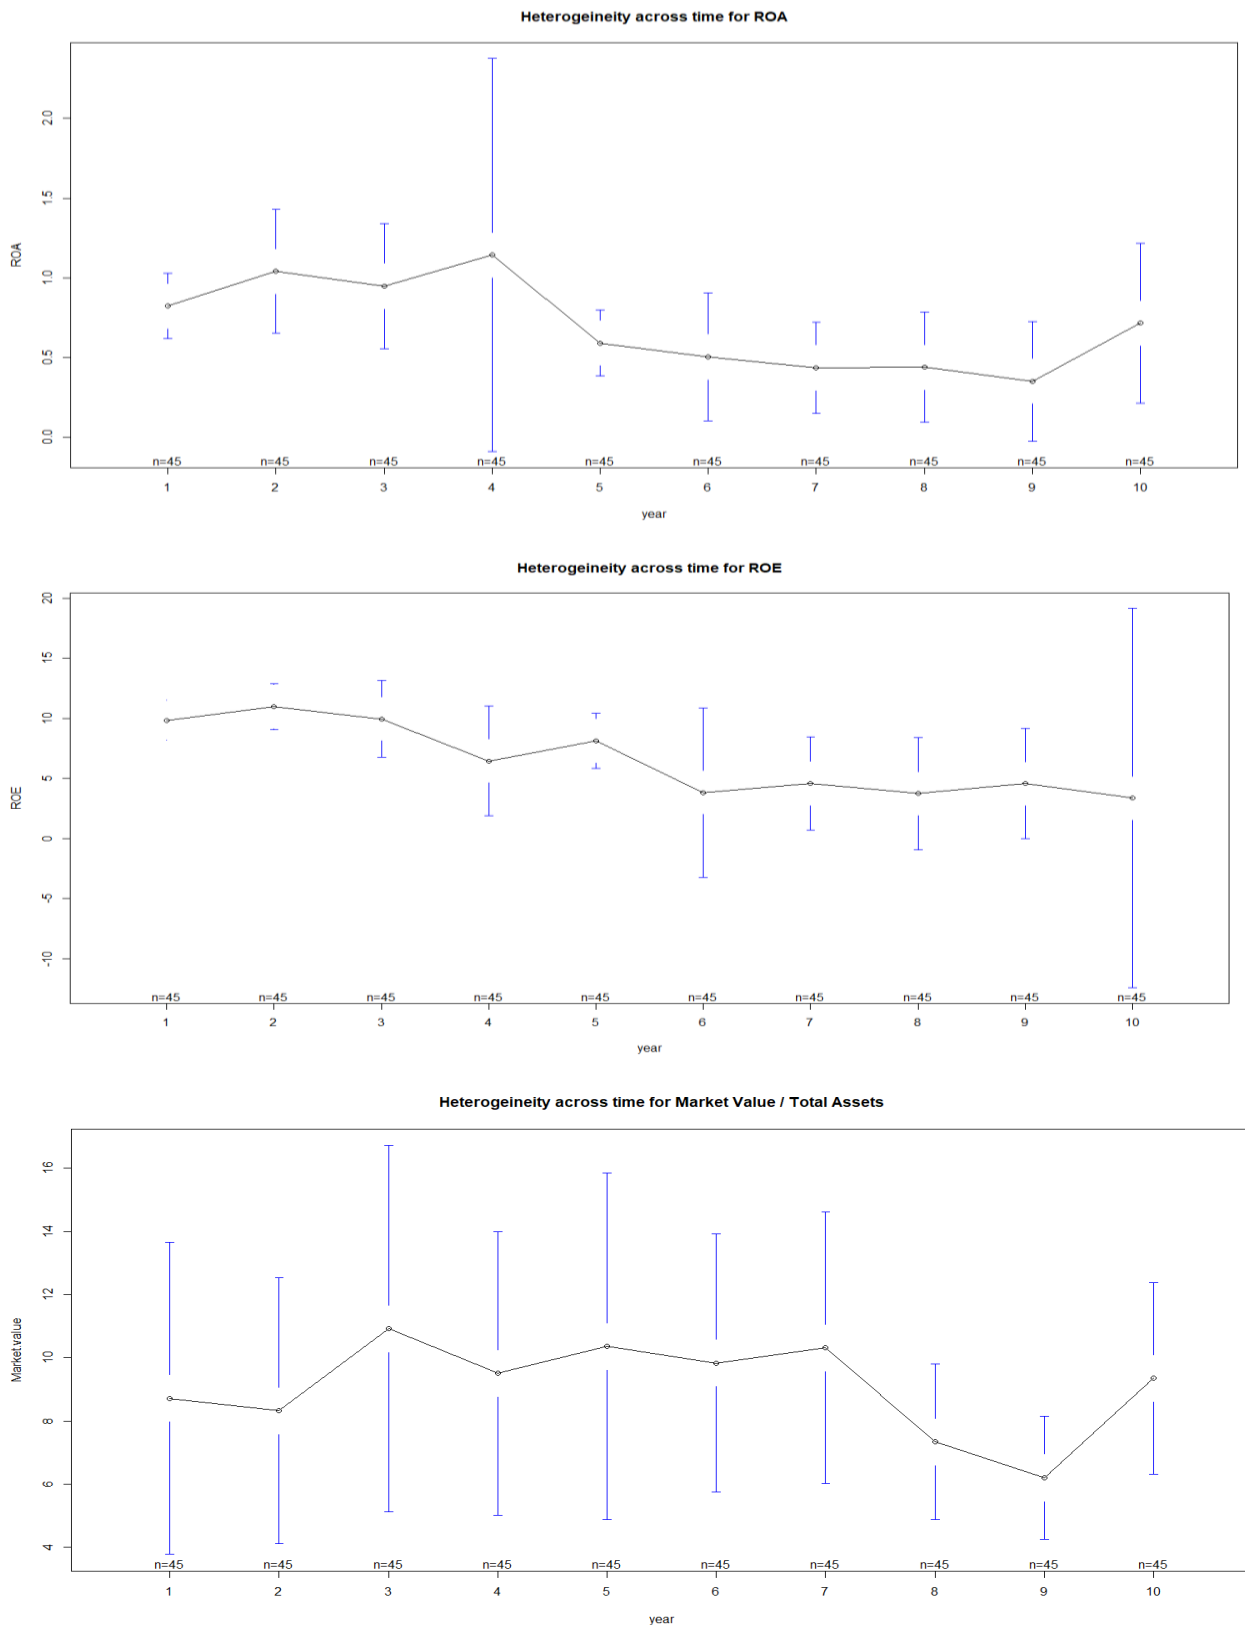 Heterogeineity across time for ROA
2.0
1.5
1.0
0.5
0.0
ROA
n=45 n=45 n=45 n=45 n=45 n=45 n=45 n=45 n=45 n=45
1 2 3 4 5 6 7 8 9 10
year
Heterogeineity across time for ROE
20
15
10
5
0
-5
-10
ROE
n=45 n=45 n=45 n=45 n=45 n=45 n=45 n=45 n=45 n=45
1 2 3 4 5 6 7 8 9 10
year
Heterogeineity across time for Market Value / Total Assets
16
14
12
10
8
6
4
Market.value
n=45 n=45 n=45 n=45 n=45 n=45 n=45 n=45 n=45 n=45
1 2 3 4 5 6 7 8 9 10
year